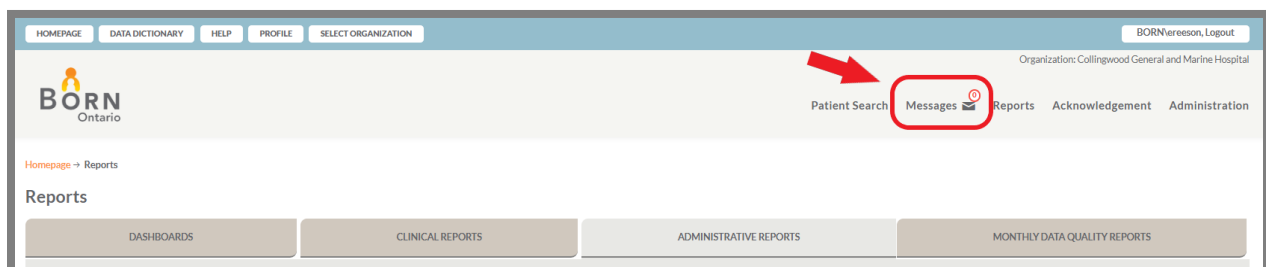 HOMEPAGE DATA DICTIONARY HELP PROFILE SELECT ORGANIZATION BORN\ereeson, Logout
Organization: Collingwood General and Marine Hospital
BORN
Ontario
Patient Search Messages 0 Reports Acknowledgement Administration
Homepage → Reports
Reports
DASHBOARDS CLINICAL REPORTS ADMINISTRATIVE REPORTS MONTHLY DATA QUALITY REPORTS